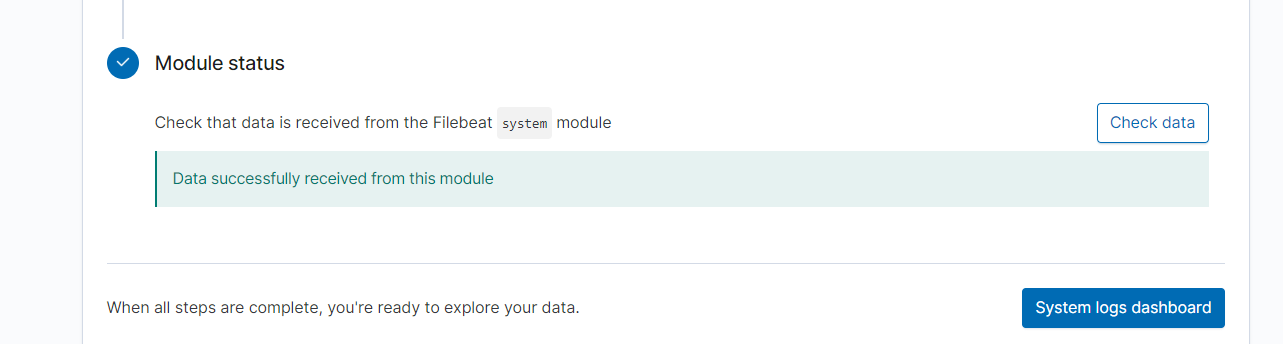 Module status
Check that data is received from the Filebeat system module
Check data
Data successfully received from this module
When all steps are complete, you're ready to explore your data.
System logs dashboard